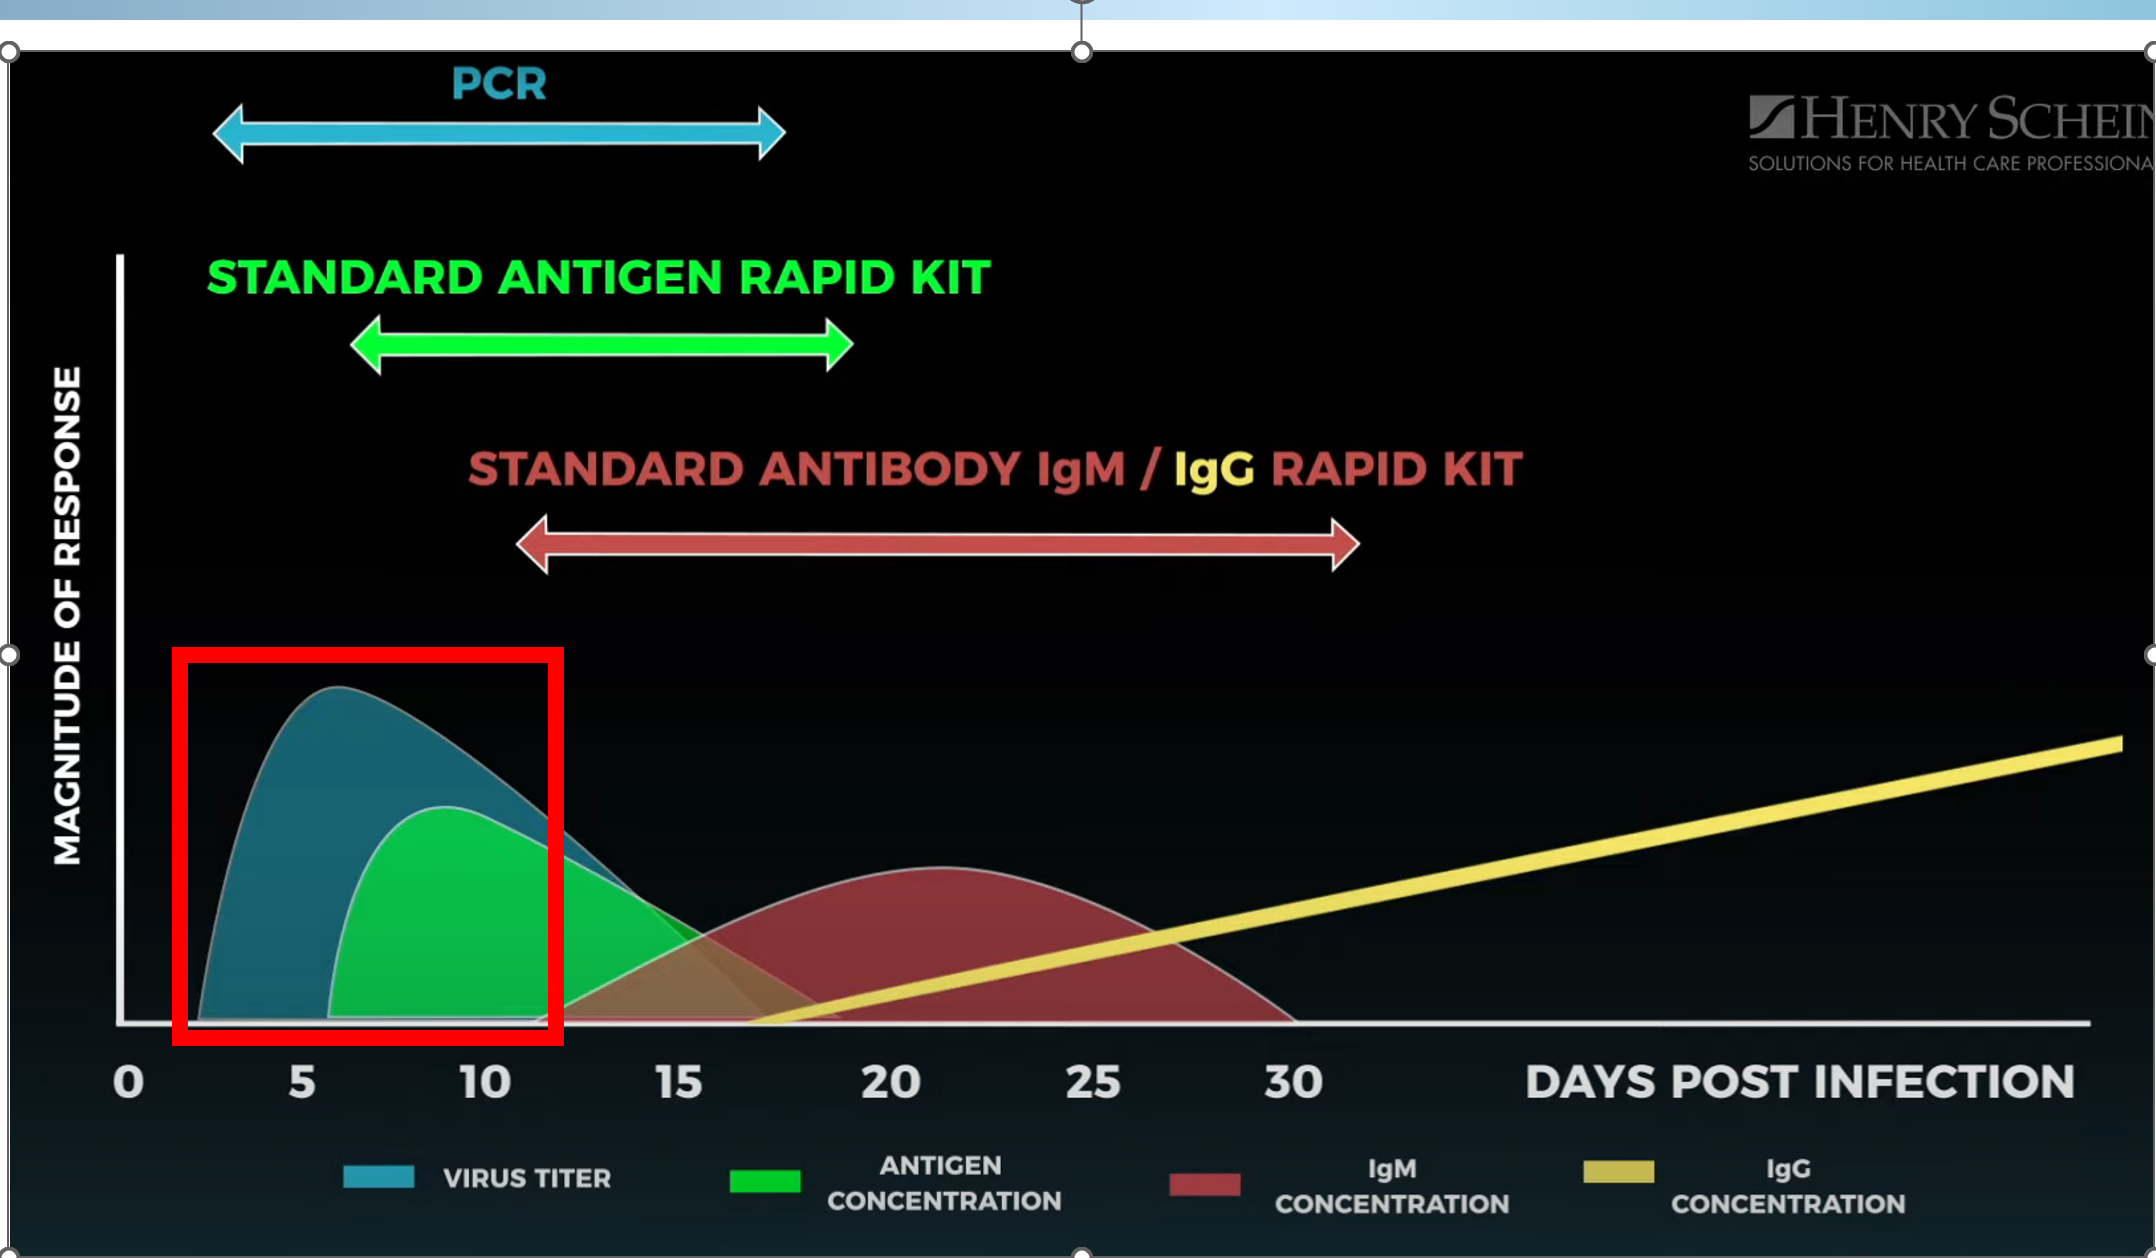 PCR
HENRY SCHEIN
SOLUTIONS FOR HEALTH CARE PROFESSIONA
STANDARD ANTIGEN RAPID KIT
STANDARD ANTIBODY IgM / IgG RAPID KIT
MAGNITUDE OF RESPONSE
0 5 10 15 20 25 30 DAYS POST INFECTION
VIRUS TITER
ANTIGEN
CONCENTRATION
IgM
CONCENTRATION
IgG
CONCENTRATION